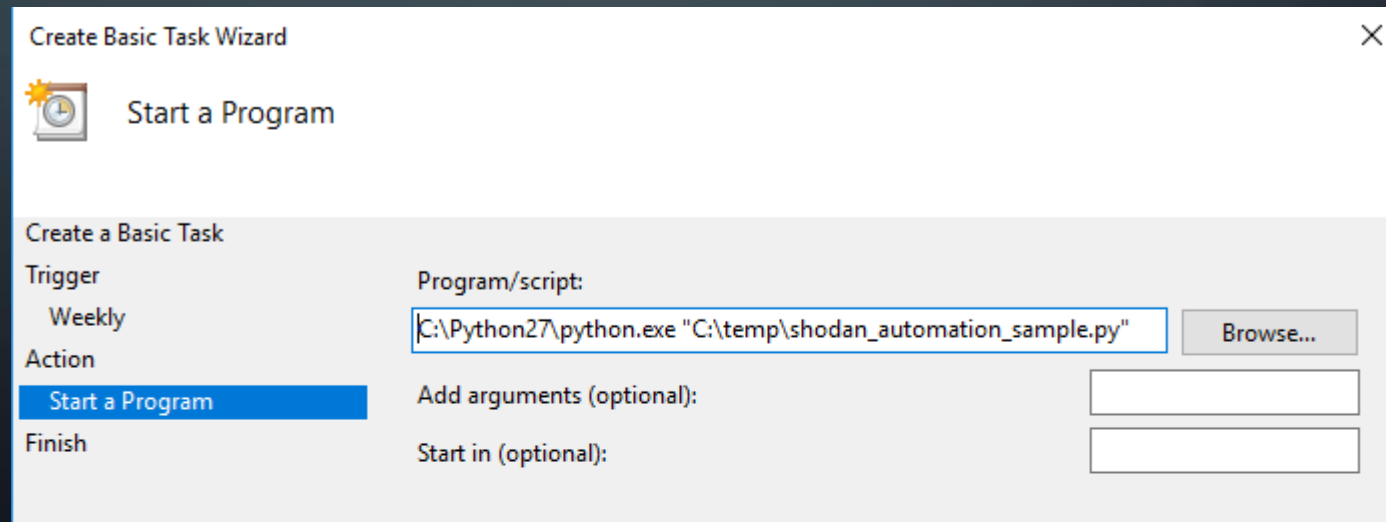 Create Basic Task Wizard
Start a Program
Create a Basic Task
Trigger
Weekly
Action
Start a Program
Finish
Program/script:
C:\Python27\python.exe "C:\temp\shodan_automation_sample.py"
Browse...
Add arguments (optional):
Start in (optional):